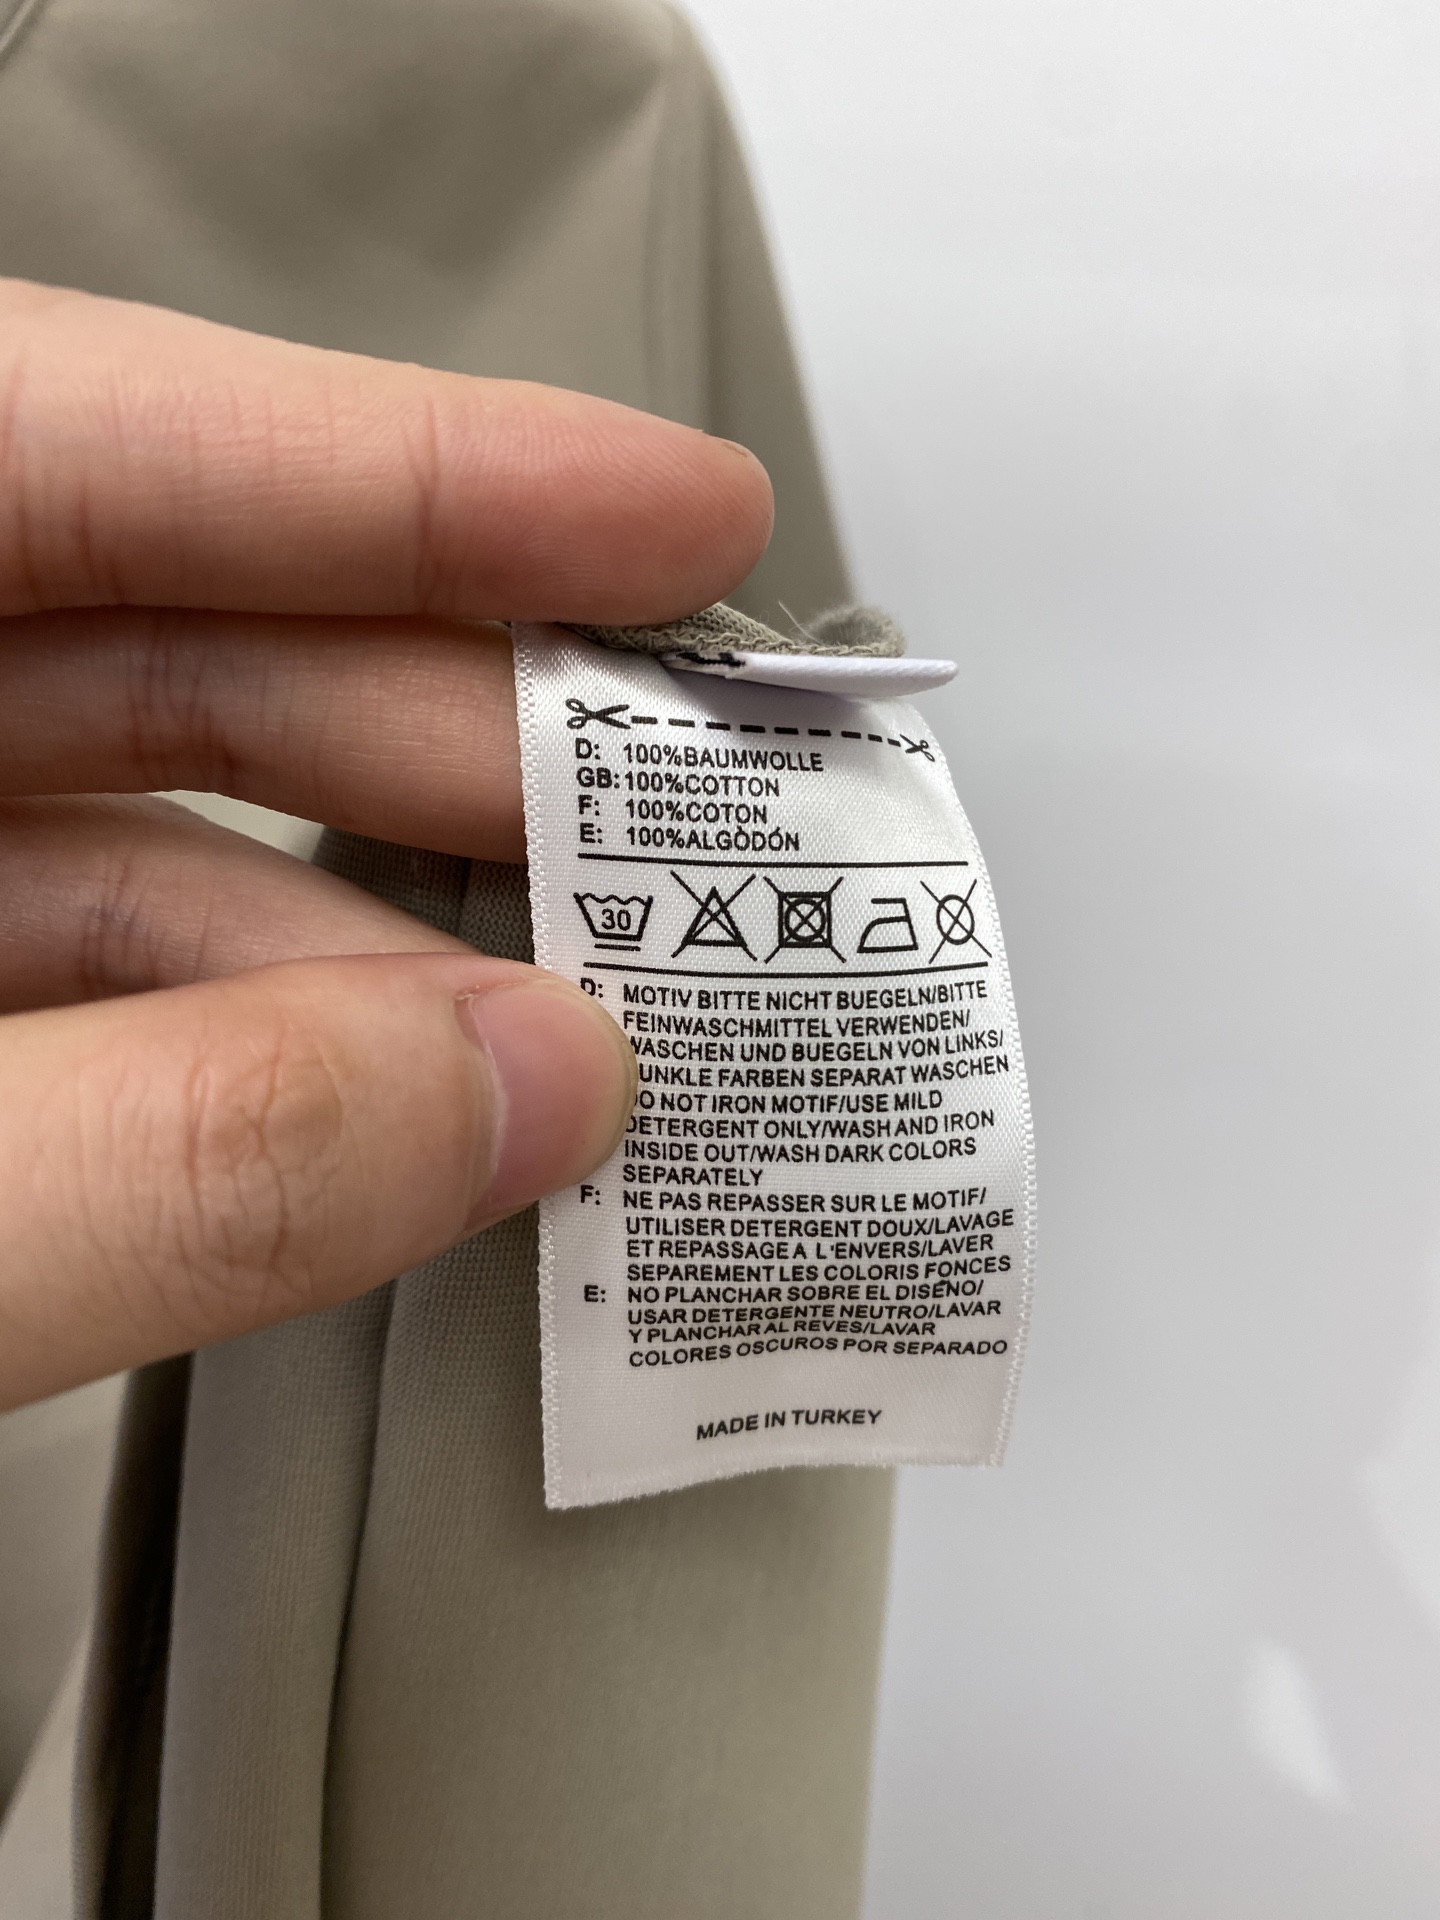 D: 100%BAUMWOLLE
GB: 100%COTTON
F: 100%COTON
E: 100%ALGÒDÓN
30
D: MOTIV BITTE NICHT BUEGELN/BITTE
FEINWASCHMITTEL VERWENDEN/
WASCHEN UND BUEGELN VON LINKS/
DUNKLE FARBEN SEPARAT WASCHEN
DO NOT IRON MOTIF/USE MILD
DETERGENT ONLY/WASH AND IRON
INSIDE OUT/WASH DARK COLORS
SEPARATELY
F: NE PAS REPASSER SUR LE MOTIF/
UTILISER DETERGENT DOUX/LAVAGE
ET REPASSAGE A L'ENVERS/LAVER
SEPAREMENT LES COLORIS FONCES
E: NO PLANCHAR SOBRE EL DISEÑO/
USAR DETERGENTE NEUTRO/LAVAR
Y PLANCHAR AL REVES/LAVAR
COLORES OSCUROS POR SEPARADO
MADE IN TURKEY